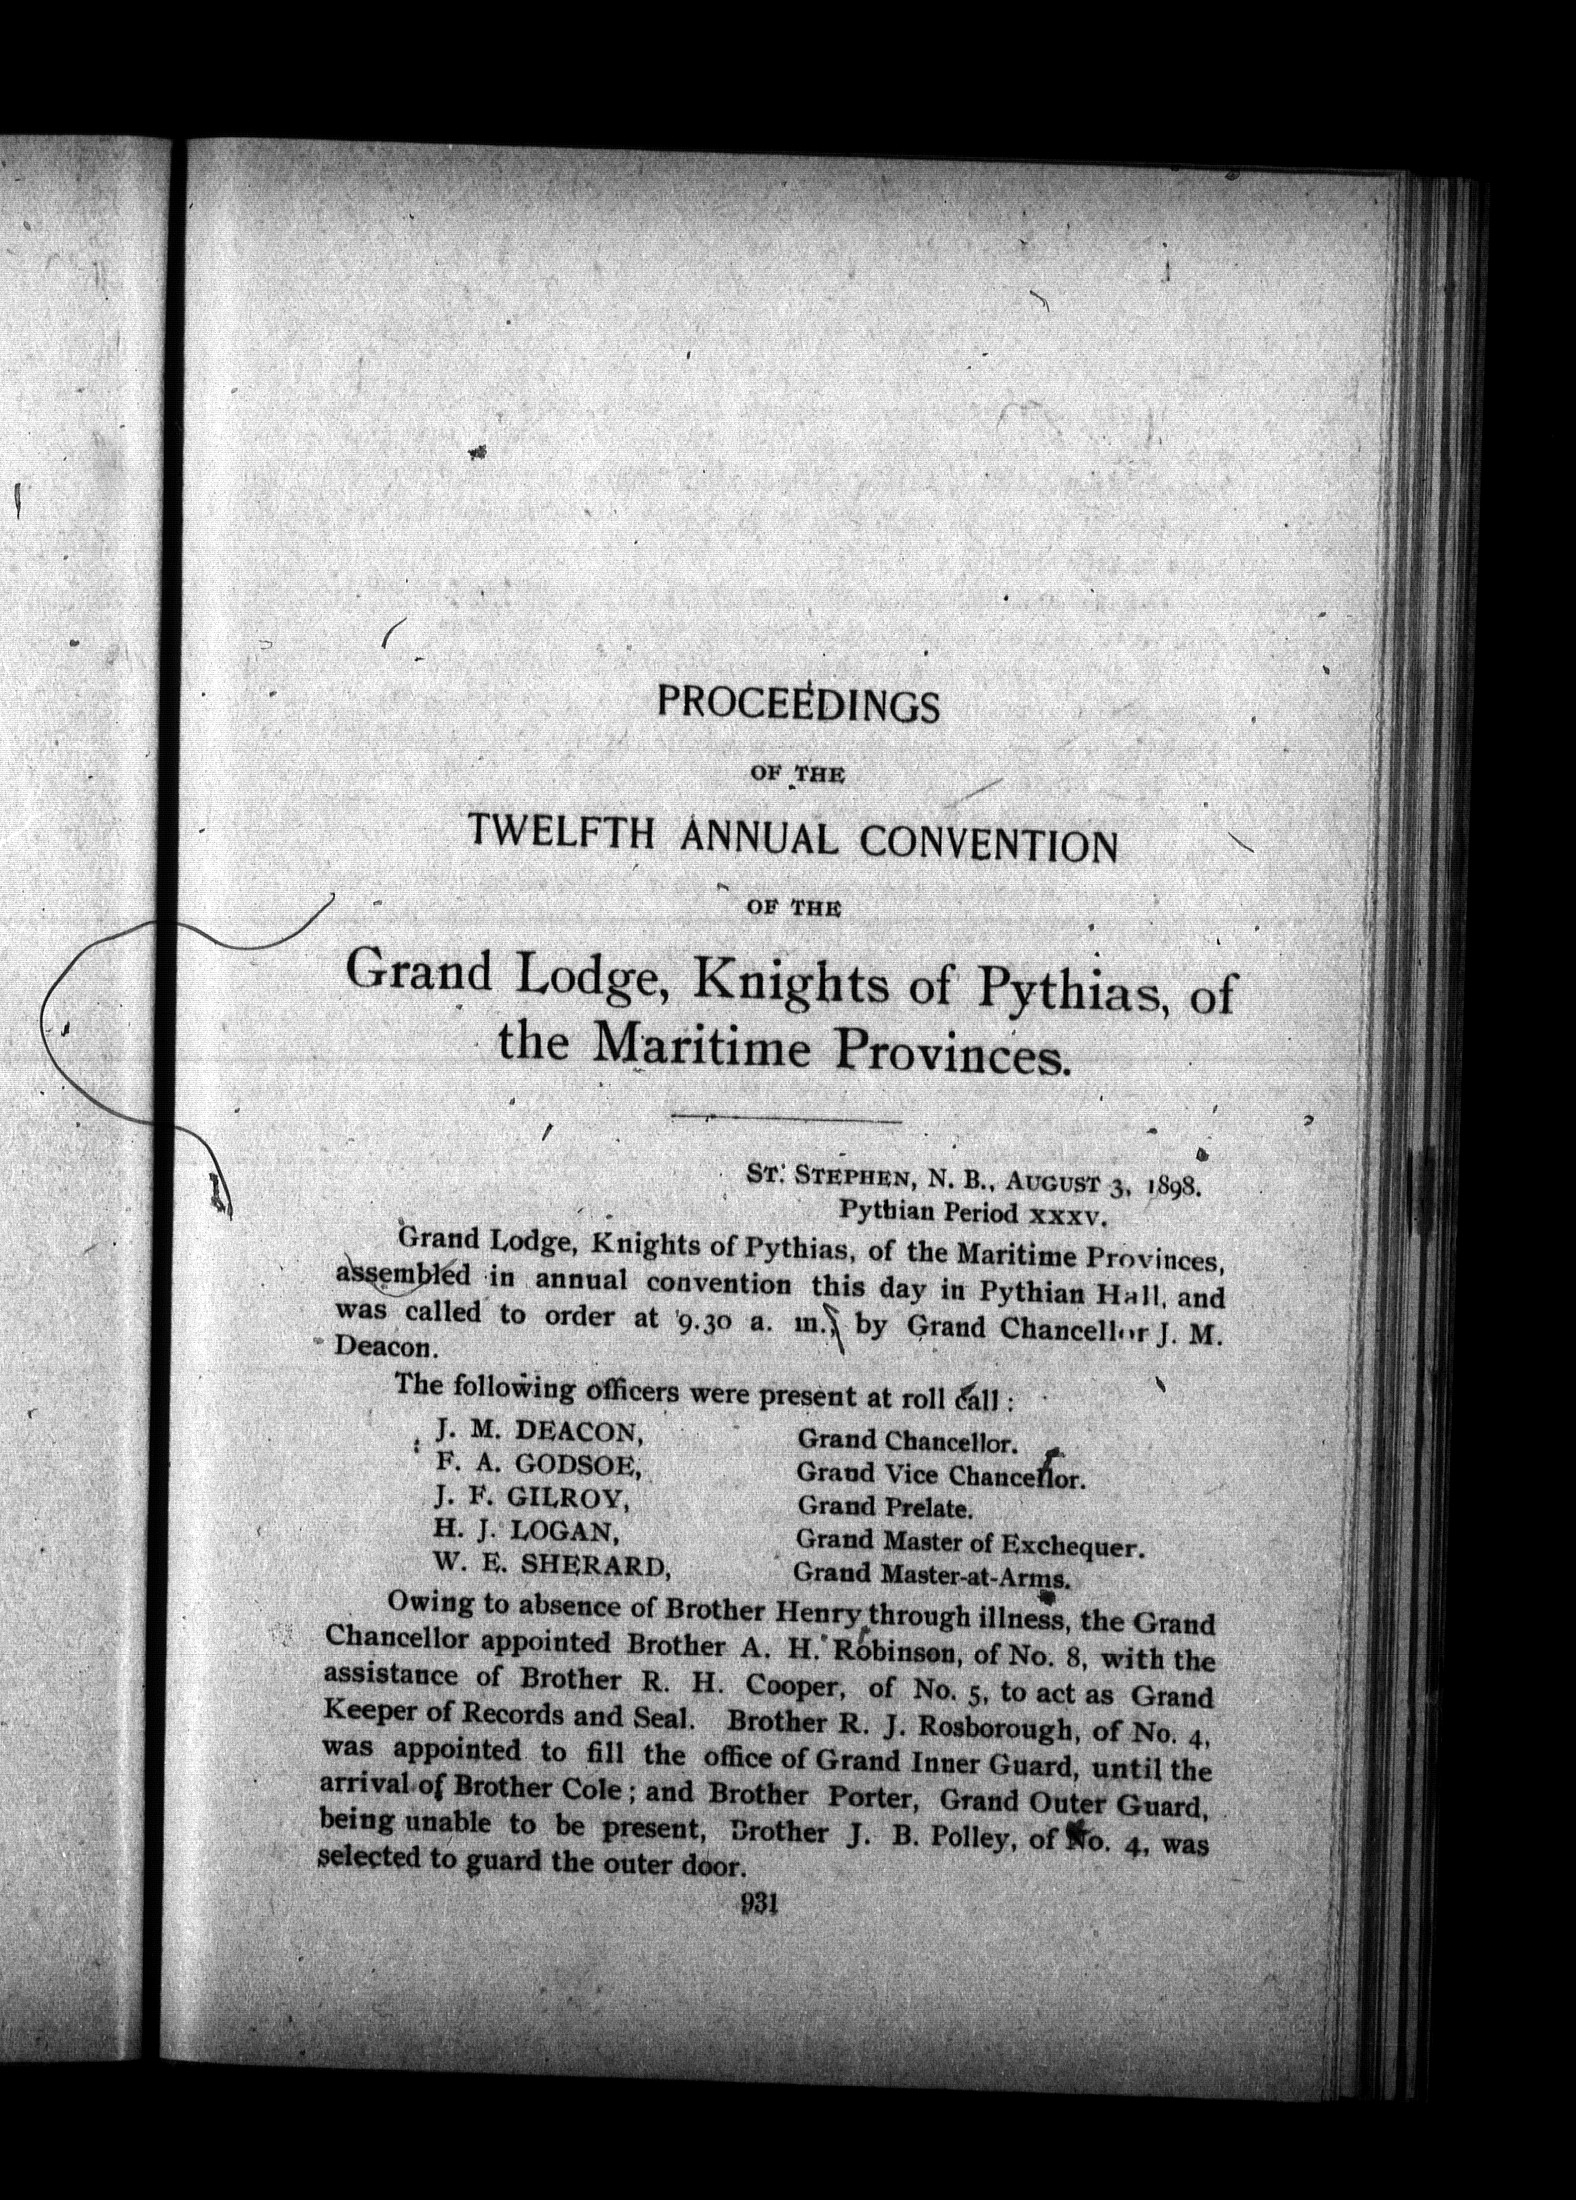 PROCEEDINGS
OF THE
TWELFTH ANNUAL CONVENTION
OF THE
Grand Lodge, Knights of Pythias, of
the Maritime Provinces.
ST. STEPHEN, N. B., AUGUST 3, 1898.
Pythian Period XXXV.
Grand Lodge, Knights of Pythias, of the Maritime Provinces,
assembled in annual convention this day in Pythian Hall, and
was called to order at 9.30 a. m., by Grand Chancellor J. M.
Deacon.
The following officers were present at roll call :
J. M. DEACON, Grand Chancellor.
F. A. GODSOE, Grand Vice Chancellor.
J. F. GILROY, Grand Prelate.
H. J. LOGAN, Grand Master of Exchequer.
W. E. SHERARD, Grand Master-at-Arms.
Owing to absence of Brother Henry through illness, the Grand
Chancellor appointed Brother A. H. Robinson, of No. 8, with the
assistance of Brother R. H. Cooper, of No. 5, to act as Grand
Keeper of Records and Seal. Brother R. J. Rosborough, of No. 4,
was appointed to fill the office of Grand Inner Guard, until the
arrival of Brother Cole ; and Brother Porter, Grand Outer Guard,
being unable to be present, Brother J. B. Polley, of No. 4, was
selected to guard the outer door.
931